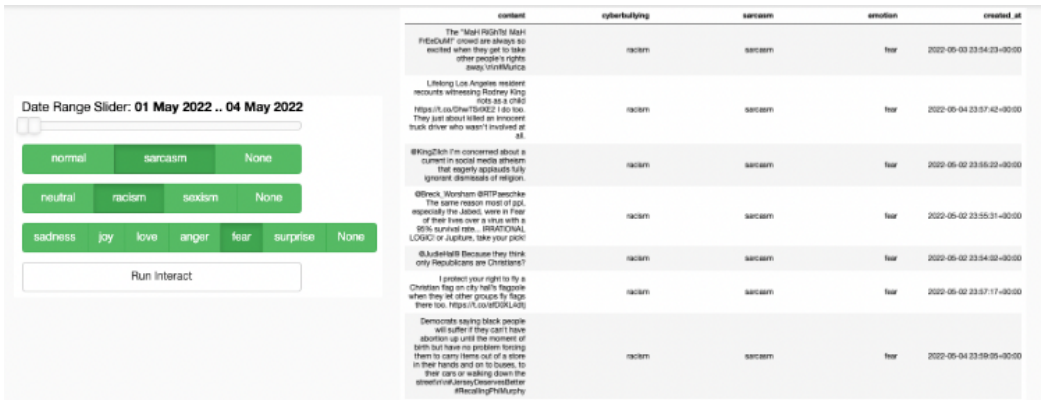 Date Range Slider: 01 May 2022 .. 04 May 2022
normal sarcasm None
neutral racism sexism None
sadness joy love anger fear surprise None
Run Interact
content cyberbullying sarcasm emotion created_at
The "MaH RiGhTs! MaH
FrEeDuM!" crowd are always so
excited when they get to take
other people's rights
away.\n\n#Murica
racism sarcasm fear 2022-05-03 23:54:23+00:00
Lifelong Los Angeles resident
recounts witnessing Rodney King
riots as a child
I do too.
They just about killed an innocent
truck driver who wasn't involved at
all.
racism sarcasm fear 2022-05-04 23:57:42+00:00
@KingZilch I'm concerned about a
current in social media atheism
that eagerly applauds fully
ignorant dismissals of religion.
racism sarcasm fear 2022-05-02 23:55:22+00:00
@Breck_Worsham @RTPaeschke
The same reason most of ppl,
especially the Jabed, were in Fear
of their lives over a virus with a
95% survival rate... IRRATIONAL
LOGIC! or Jupiture, take your pick!
racism sarcasm fear 2022-05-02 23:55:31+00:00
Because they think
only Republicans are Christians?
racism sarcasm fear 2022-05-02 23:54:02+00:00
I protect your right to fly a
Christian flag on city hall's flagpole
when they let other groups fly flags
there too.
racism sarcasm fear 2022-05-02 23:57:17+00:00
Democrats saying black people
will suffer if they can't have
abortion up until the moment of
birth but have no problem forcing
them to carry items out of a store
in their hands and on to buses, to
their cars or walking down the
street\n\n#JerseyDeservesBetter
#RecallingPhilMurphy
racism sarcasm fear 2022-05-04 23:59:05+00:00